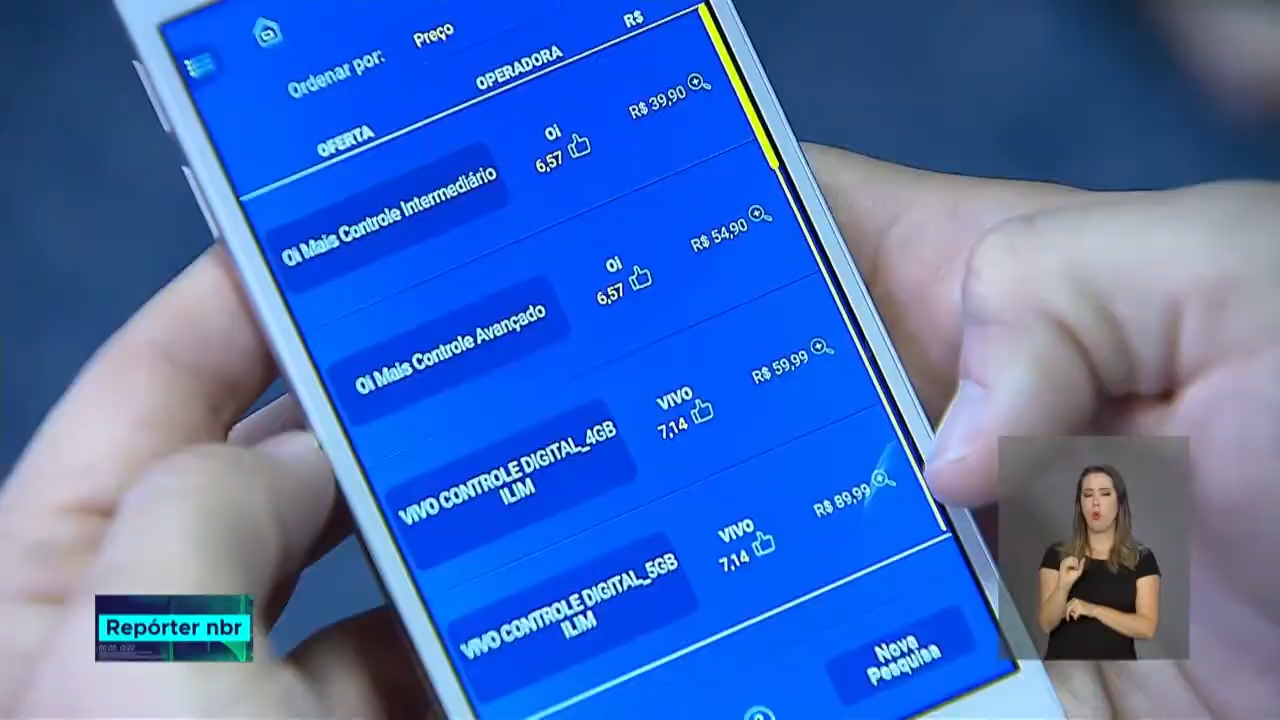 Ordenar por: Preço
OFERTA OPERADORA R$
Oi Mais Controle Intermediário
Oi
6,57
R$ 39,90
Oi Mais Controle Avançado
Oi
6,57
R$ 54,90
VIVO CONTROLE DIGITAL_4GB
ILIM
VIVO
7,14
R$ 59,99
VIVO CONTROLE DIGITAL_5GB
ILIM
VIVO
7,14
R$ 89,99
Nova
Pesquisa
Repórter nbr